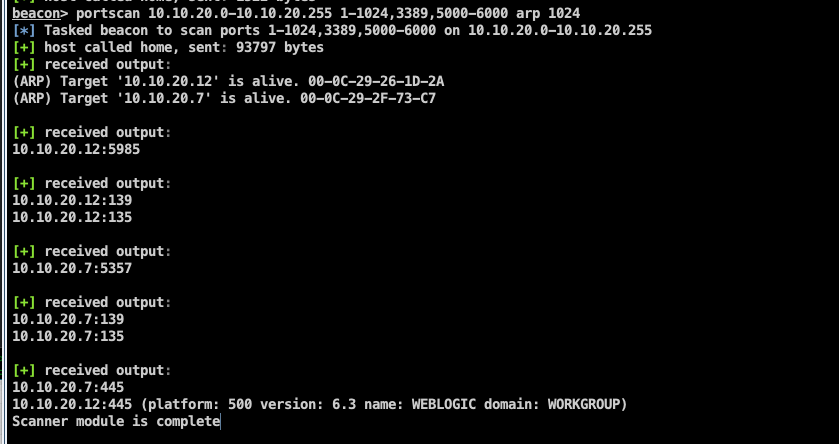 beacon> portscan 10.10.20.0-10.10.20.255 1-1024,3389,5000-6000 arp 1024
[*] Tasked beacon to scan ports 1-1024,3389,5000-6000 on 10.10.20.0-10.10.20.255
[+] host called home, sent: 93797 bytes
[+] received output:
(ARP) Target '10.10.20.12' is alive. 00-0C-29-26-1D-2A
(ARP) Target '10.10.20.7' is alive. 00-0C-29-2F-73-C7
[+] received output:
10.10.20.12:5985
[+] received output:
10.10.20.12:139
10.10.20.12:135
[+] received output:
10.10.20.7:5357
[+] received output:
10.10.20.7:139
10.10.20.7:135
[+] received output:
10.10.20.7:445
10.10.20.12:445 (platform: 500 version: 6.3 name: WEBLOGIC domain: WORKGROUP)
Scanner module is complete